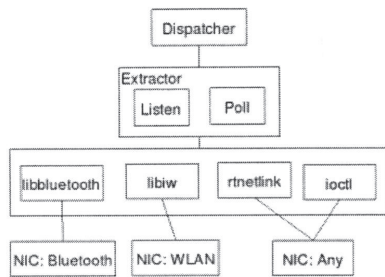 Dispatcher
Extractor
Listen
Poll
libbluetooth
libiw
rtnetlink
ioctl
NIC: Bluetooth
NIC: WLAN
NIC: Any